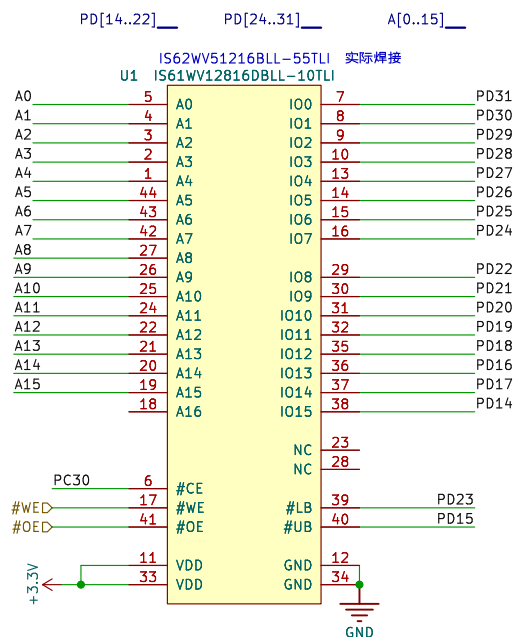 PD[14..22] PD[24..31] A[0..15]
IS62WV51216BLL-55TLI 实际焊接
U1 IS61WV12816DBLL-10TLI
A0 5 A0 IO0 7 PD31
A1 4 A1 IO1 8 PD30
A2 3 A2 IO2 9 PD29
A3 2 A3 IO3 10 PD28
A4 1 A4 IO4 13 PD27
A5 44 A5 IO5 14 PD26
A6 43 A6 IO6 15 PD25
A7 42 A7 IO7 16 PD24
A8 27 A8
A9 26 A9 IO8 29 PD22
A10 25 A10 IO9 30 PD21
A11 24 A11 IO10 31 PD20
A12 22 A12 IO11 32 PD19
A13 21 A13 IO12 35 PD18
A14 20 A14 IO13 36 PD16
A15 19 A15 IO14 37 PD17
18 A16 IO15 38 PD14
NC 23
NC 28
PC30 6 #CE
#WE 17 #WE #LB 39 PD23
#OE 41 #OE #UB 40 PD15
11 VDD GND 12
+3.3V 33 VDD GND 34
GND